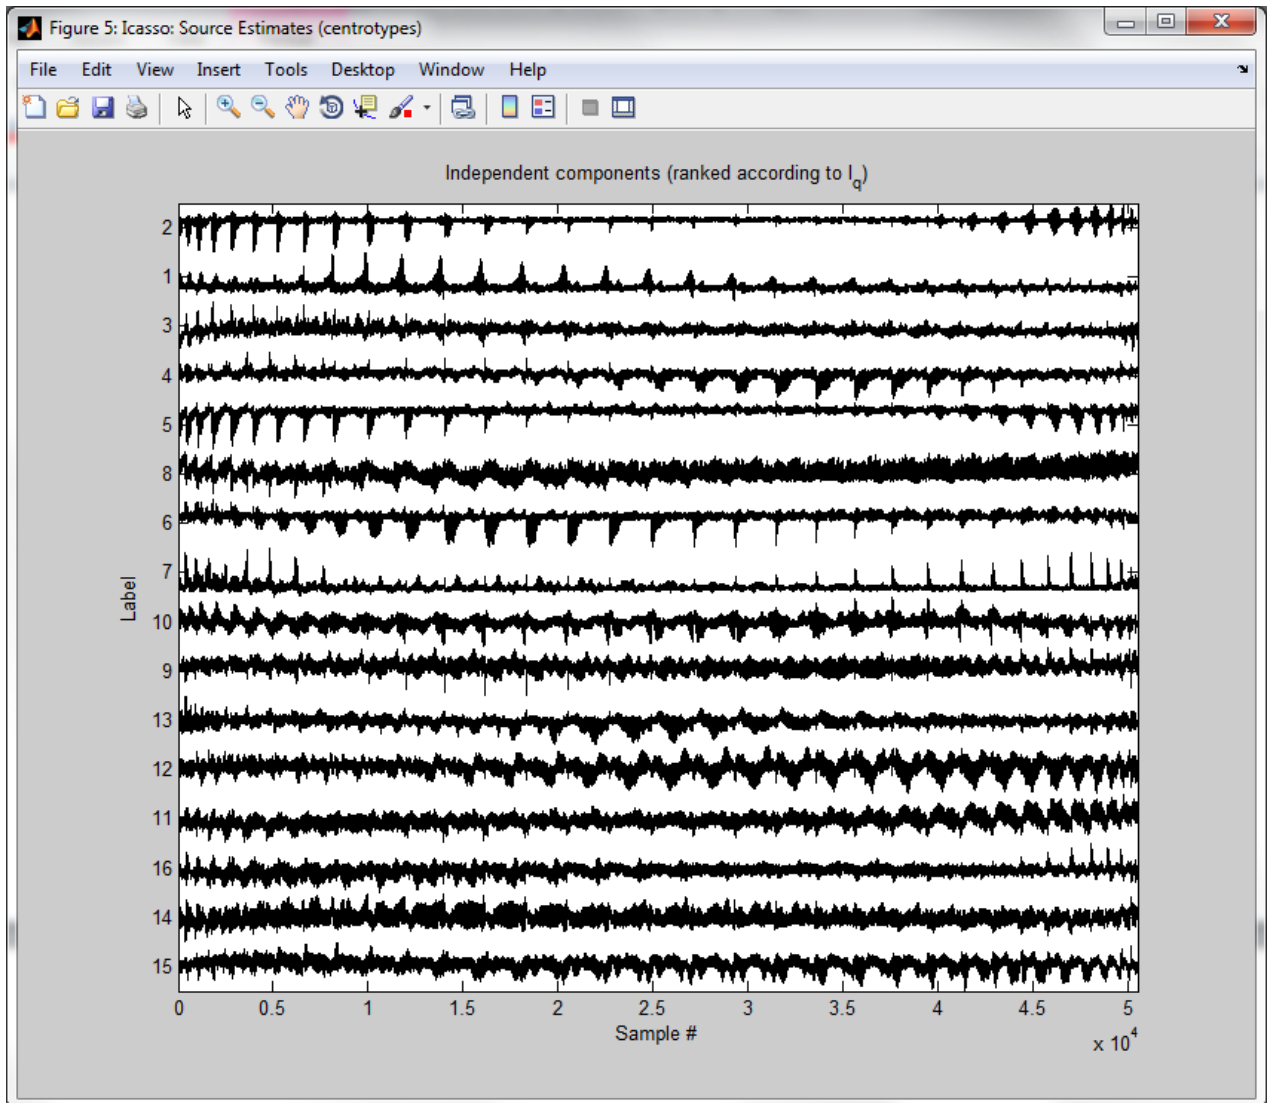 Figure 5: Icasso: Source Estimates (centrotypes)
File Edit View Insert Tools Desktop Window Help
Independent components (ranked according to I_q)
2
1
3
4
5
8
6
7
10
9
13
12
11
16
14
15
Label
0 0.5 1 1.5 2 2.5 3 3.5 4 4.5 5
Sample #
x 10^4